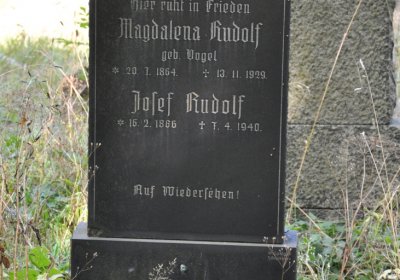 Hier ruht in Frieden
Magdalena Rudolf
geb. Vogel
* 20. 7. 1864. + 13. 11. 1929.
Josef Rudolf
* 15. 2. 1866 + 7. 4. 1940.
Auf Wiedersehen!